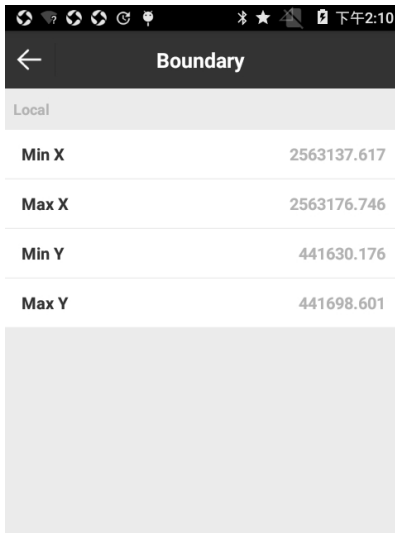 下午2:10
Boundary
Local
Min X 2563137.617
Max X 2563176.746
Min Y 441630.176
Max Y 441698.601